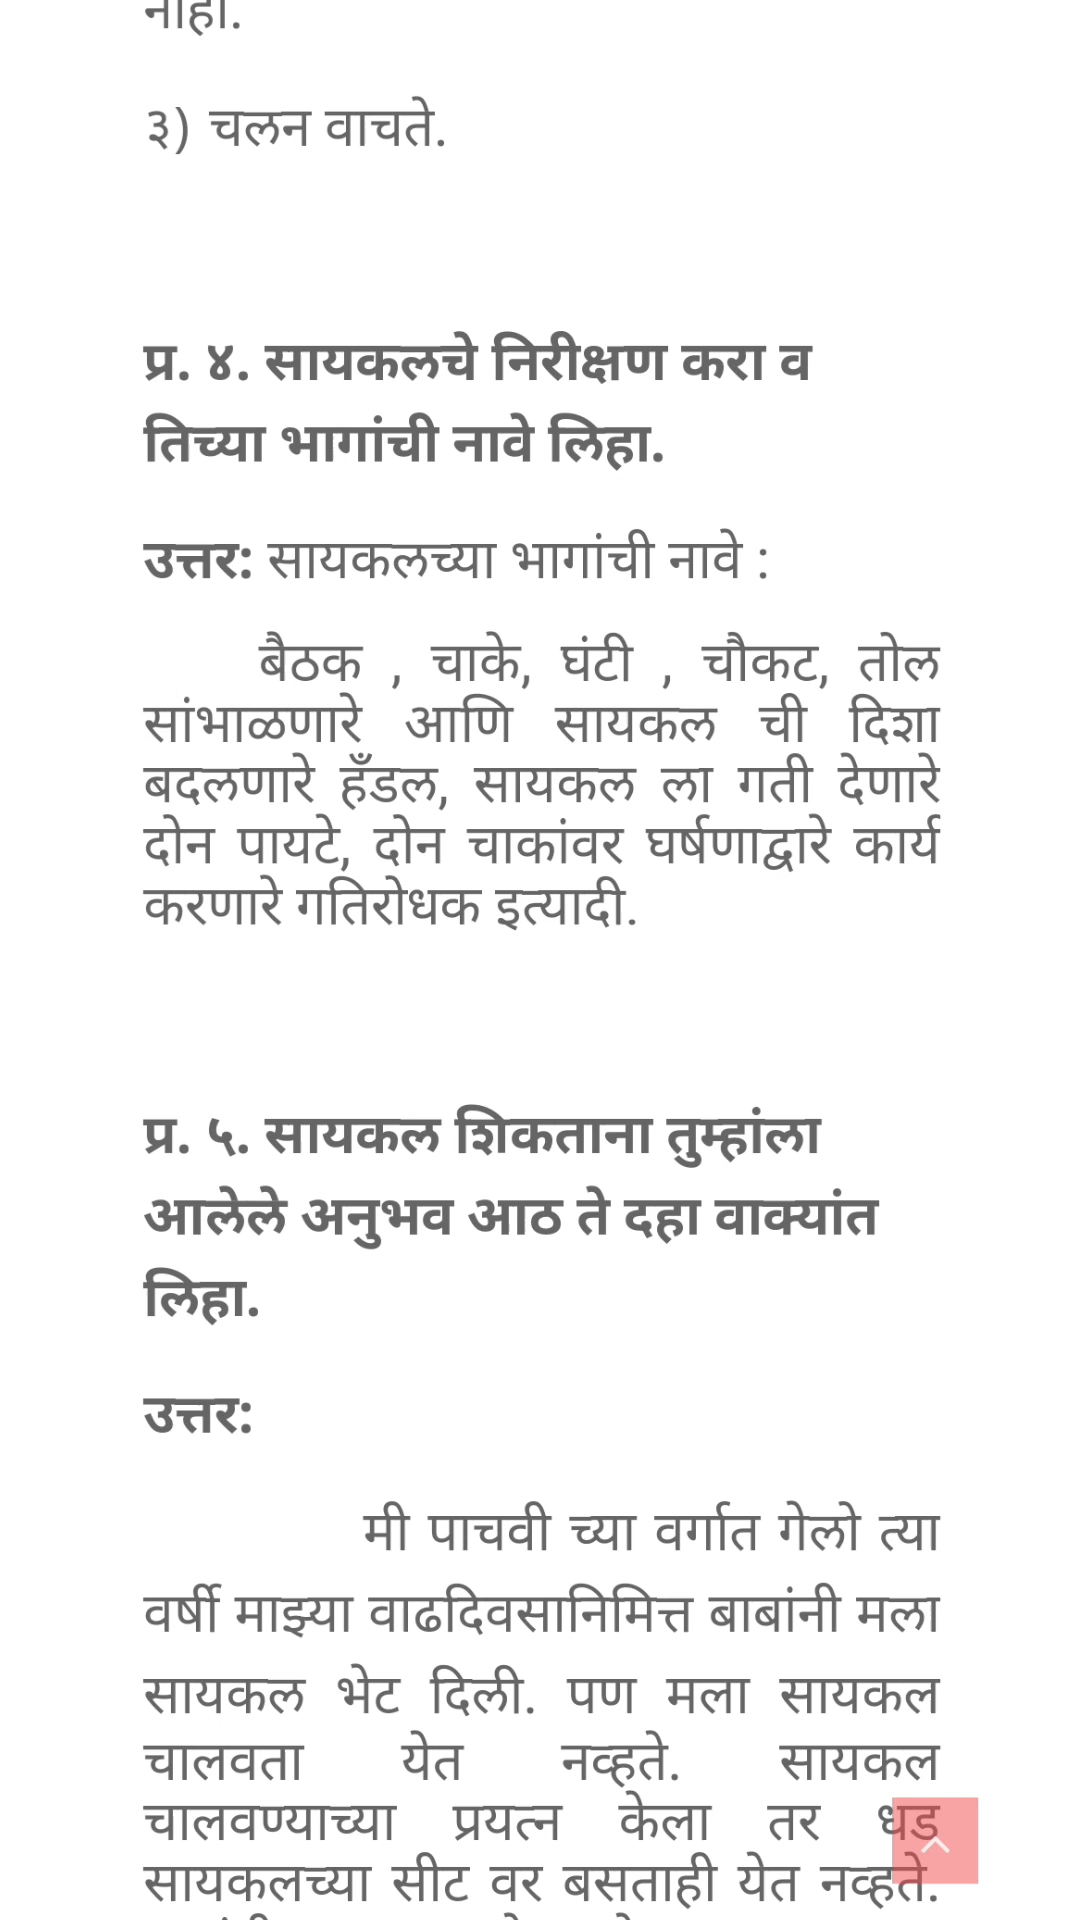 नाही.
३) चलन वाचते.
प्र. ४. सायकलचे निरीक्षण करा व
तिच्या भागांची नावे लिहा.
उत्तर: सायकलच्या भागांची नावे :
बैठक , चाके, घंटी , चौकट, तोल
सांभाळणारे आणि सायकल ची दिशा
बदलणारे हँडल, सायकल ला गती देणारे
दोन पायटे, दोन चाकांवर घर्षणाद्वारे कार्य
करणारे गतिरोधक इत्यादी.
प्र. ५. सायकल शिकताना तुम्हांला
आलेले अनुभव आठ ते दहा वाक्यांत
लिहा.
उत्तर:
मी पाचवी च्या वर्गात गेलो त्या
वर्षी माझ्या वाढदिवसानिमित्त बाबांनी मला
सायकल भेट दिली. पण मला सायकल
चालवता येत नव्हते. सायकल
चालवण्याच्या प्रयत्न केला तर धड
सायकलच्या सीट वर बसताही येत नव्हते.